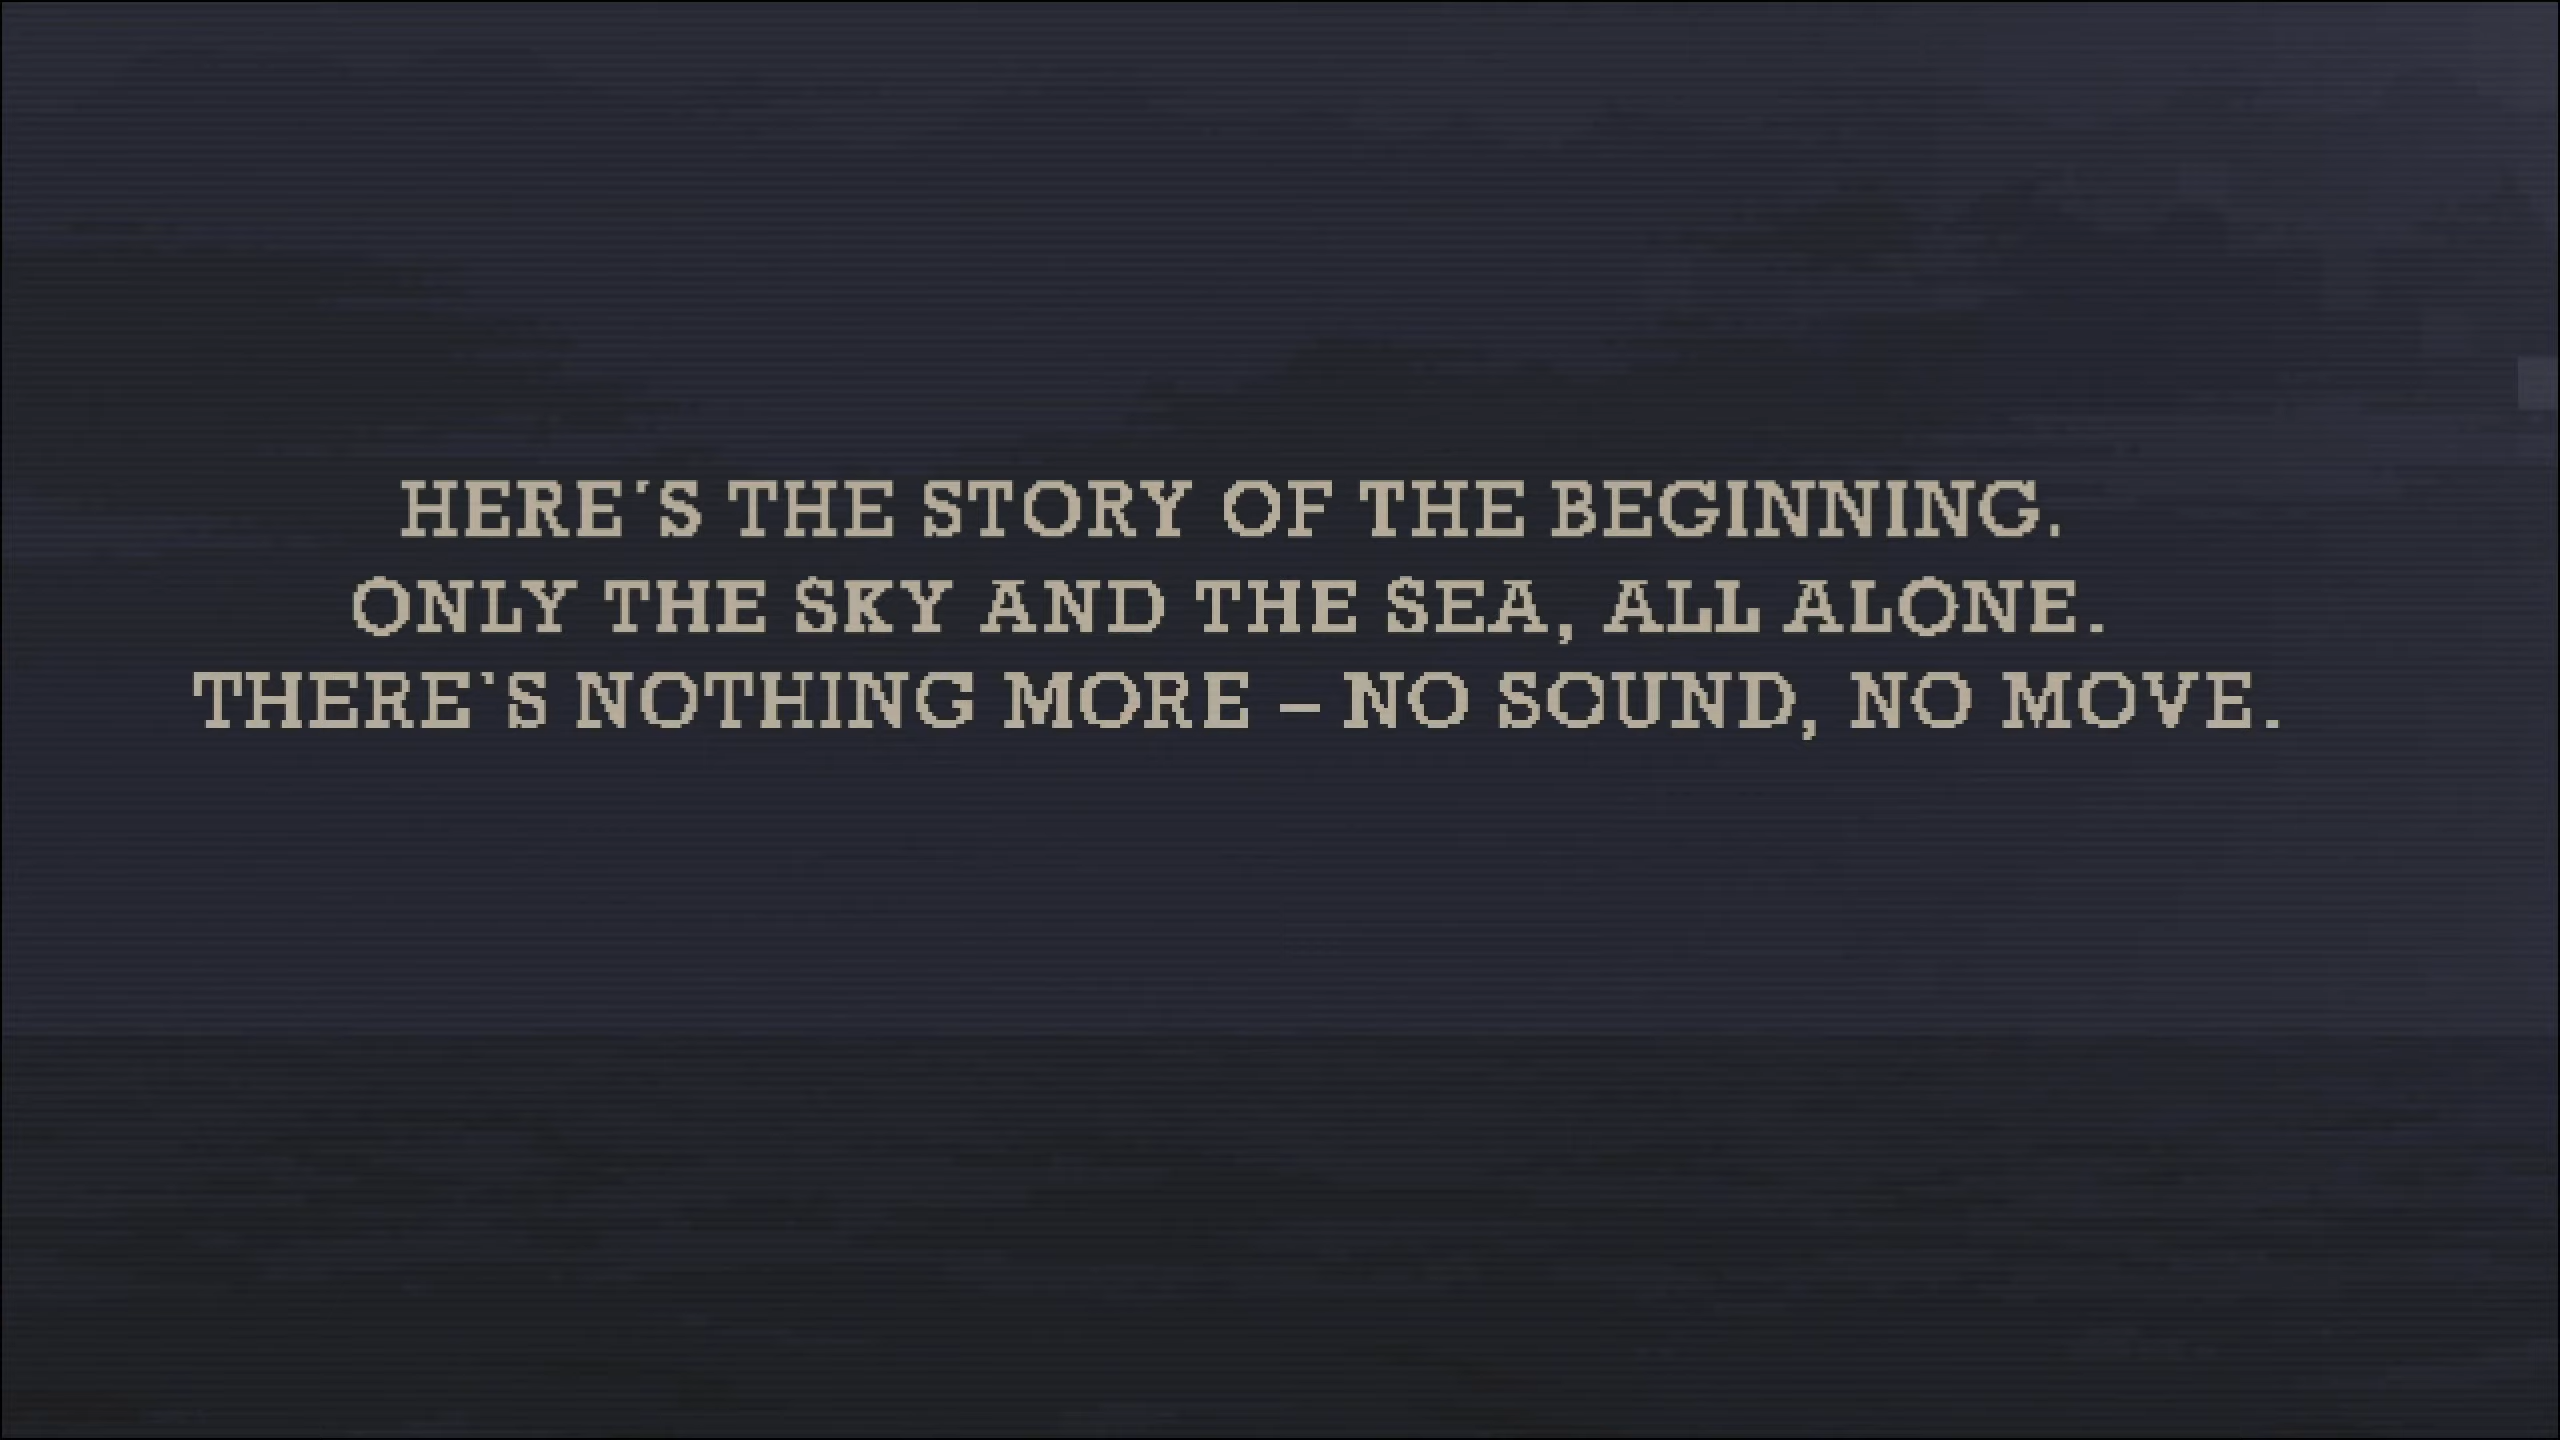 HERE´S THE STORY OF THE BEGINNING.
ONLY THE SKY AND THE SEA, ALL ALONE.
THERE`S NOTHING MORE – NO SOUND, NO MOVE.